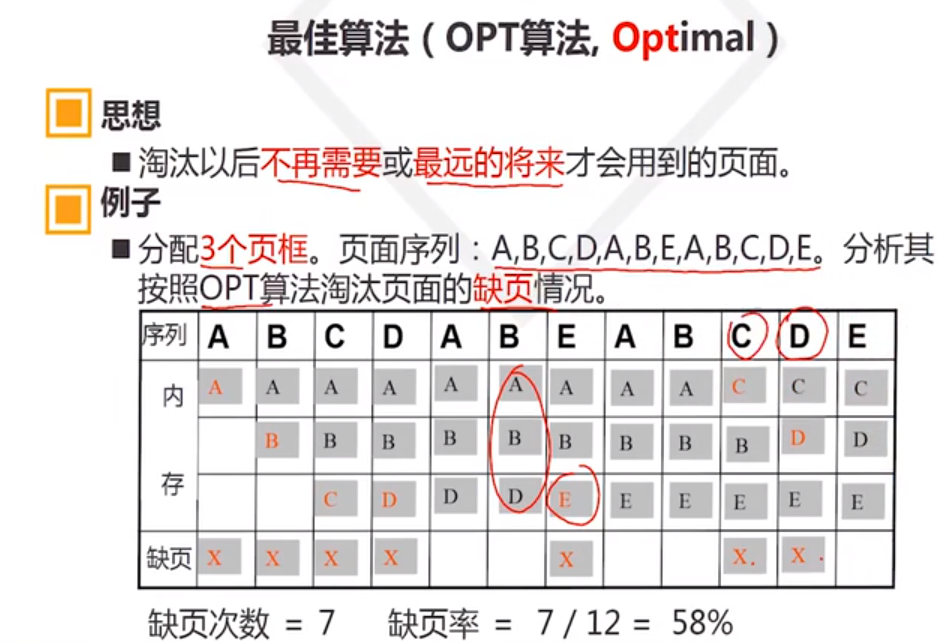 最佳算法（OPT算法, Optimal）
思想
■ 淘汰以后不再需要或最远的将来才会用到的页面。
例子
■ 分配3个页框。页面序列：A,B,C,D,A,B,E,A,B,C,D,E。分析其
按照OPT算法淘汰页面的缺页情况。
序列 A B C D A B E A B C D E
内 A A A A A A A A A C C C
B B B B B B B B B D D
存 C D D D E E E E E E
缺页 X X X X X X. X.
缺页次数 = 7 缺页率 = 7 / 12 = 58%